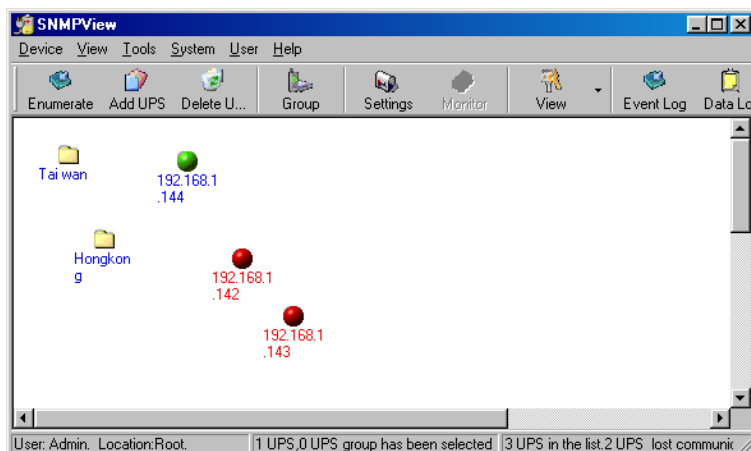 SNMPView
Device View Tools System User Help
Enumerate Add UPS Delete U... Group Settings Monitor View Event Log Data Lo
Taiwan
192.168.1
.144
Hongkon
g
192.168.1
.142
192.168.1
.143
User: Admin. Location:Root. 1 UPS,0 UPS group has been selected 3 UPS in the list.2 UPS lost communic